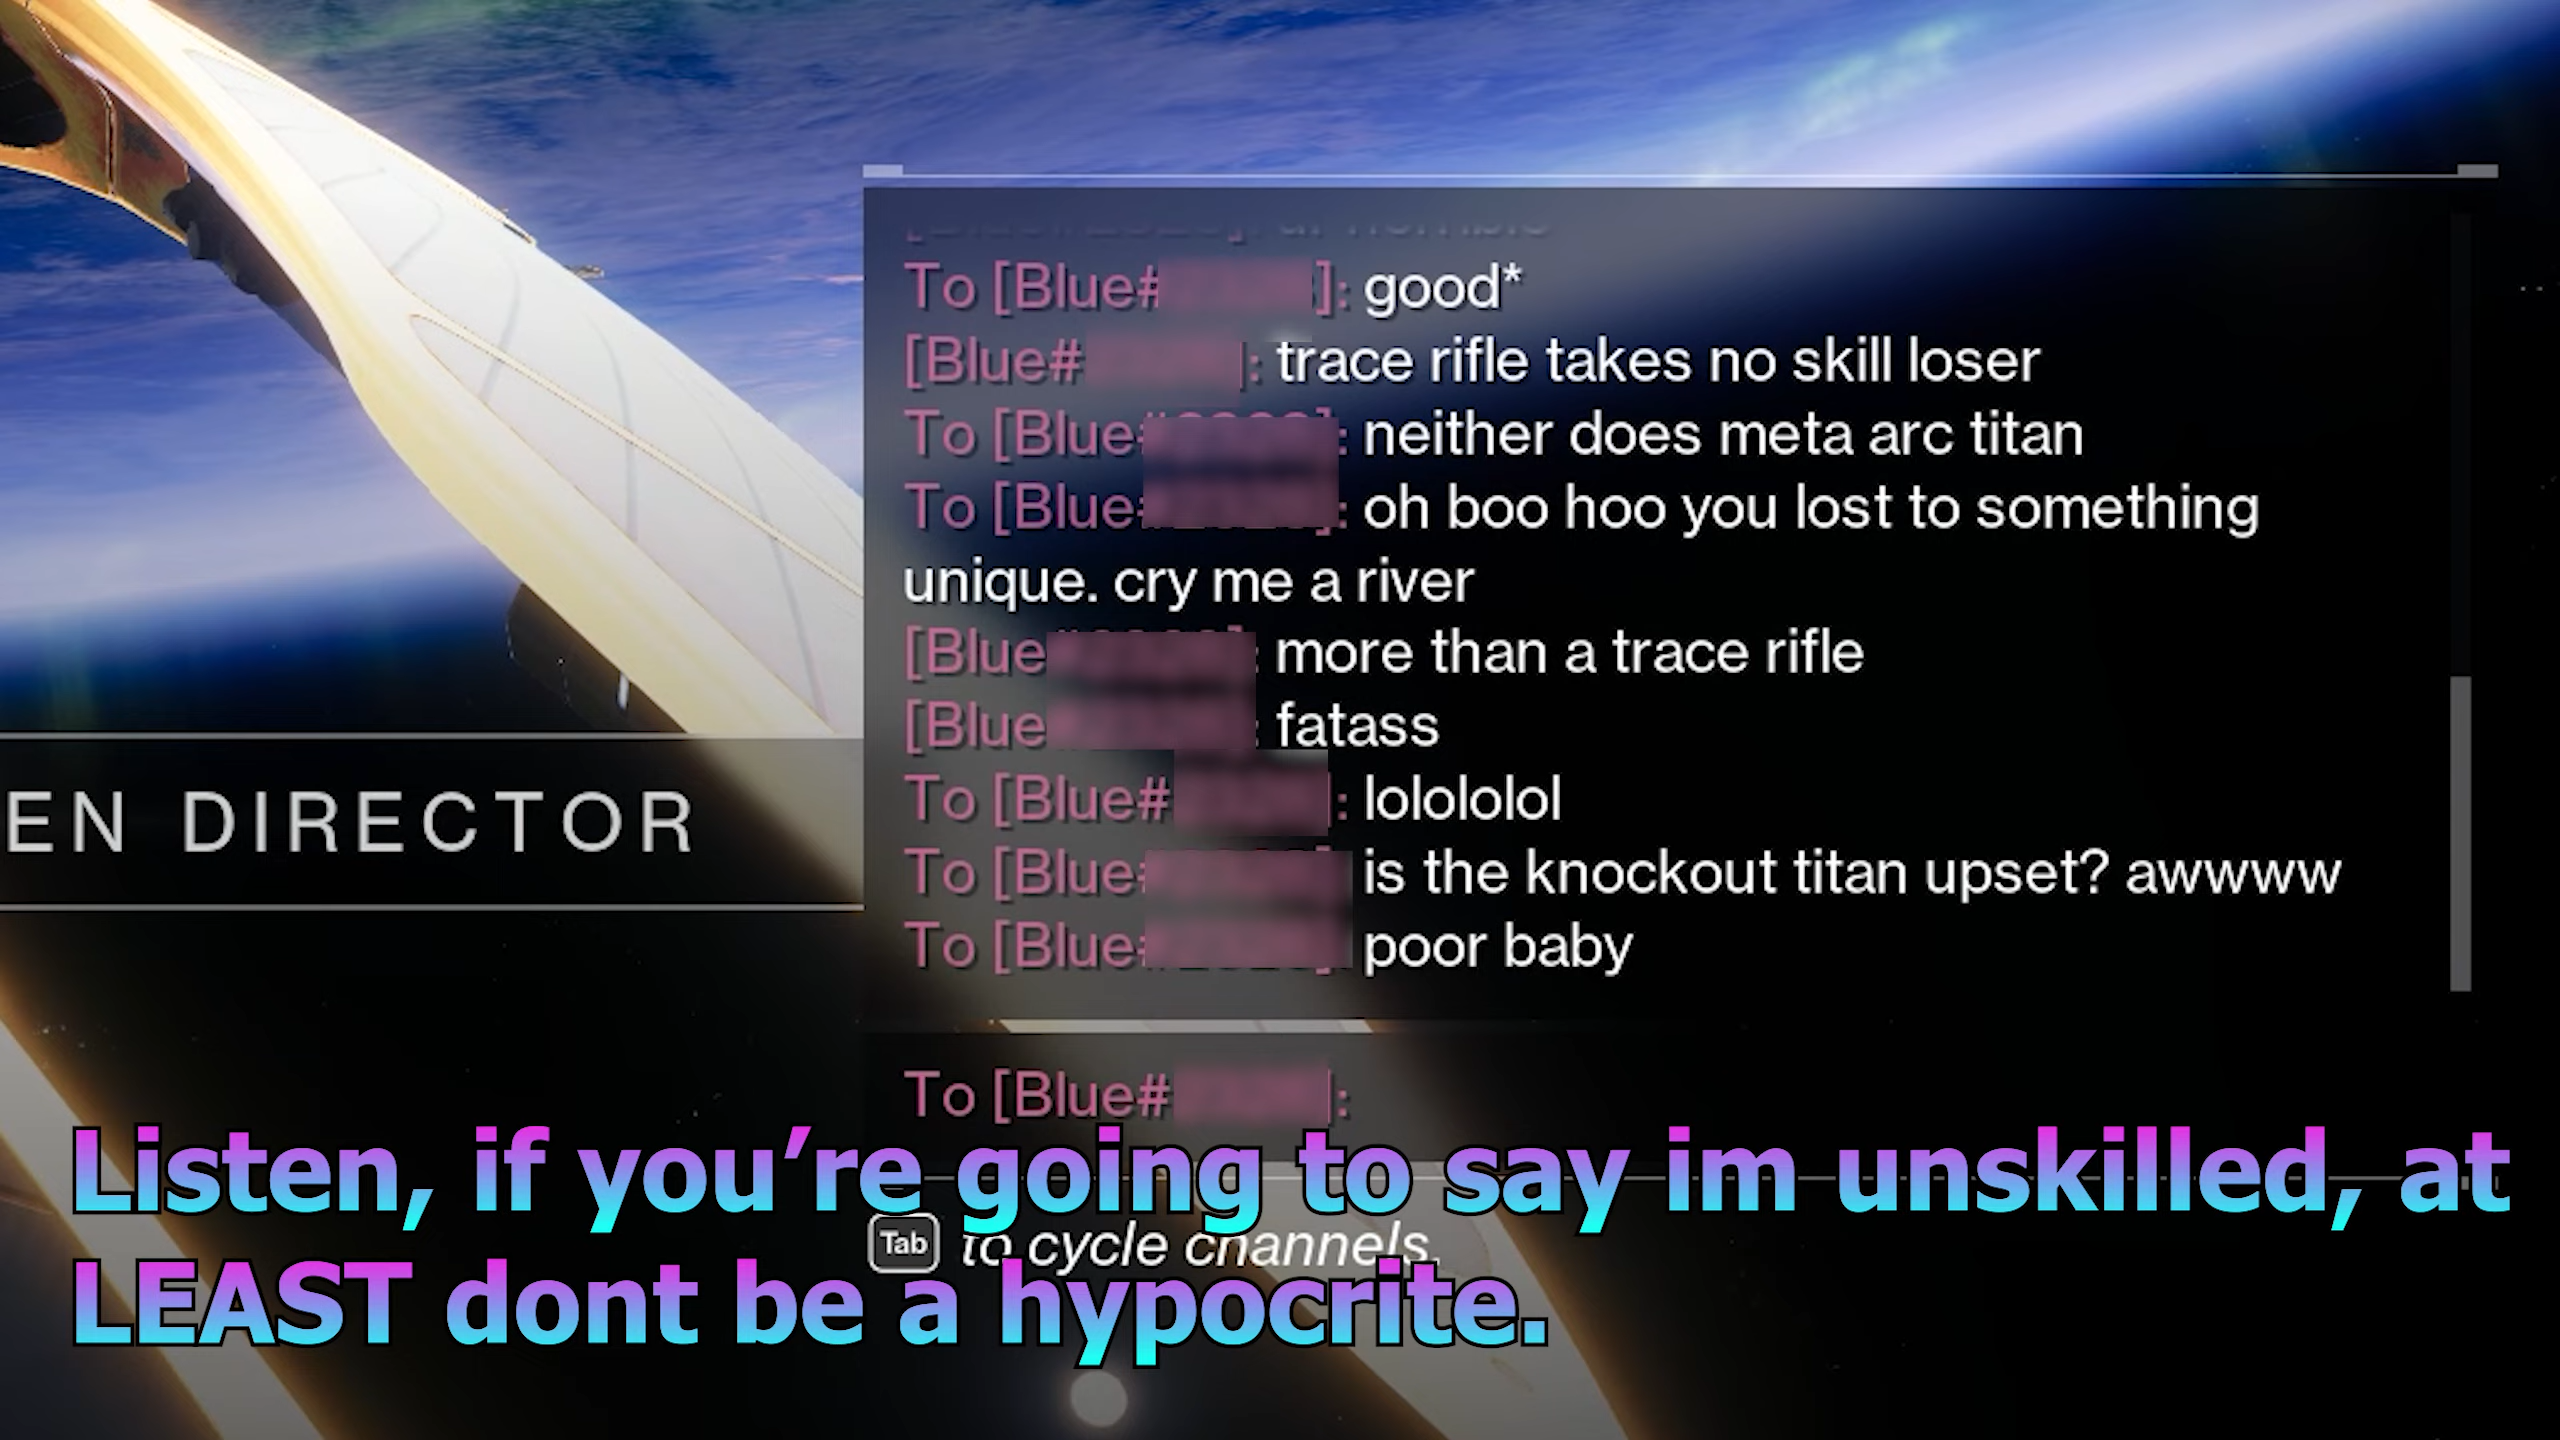 To [Blue# ]: good*
[Blue# ]: trace rifle takes no skill loser
To [Blue# ]: neither does meta arc titan
To [Blue# ]: oh boo hoo you lost to something
unique. cry me a river
[Blue : more than a trace rifle
[Blue : fatass
To [Blue# ]: lolololol
To [Blue# ]: is the knockout titan upset? awwww
To [Blue# ]: poor baby
EN DIRECTOR
To [Blue# ]:
Tab to cycle channels.
Listen, if you’re going to say im unskilled, at
LEAST dont be a hypocrite.